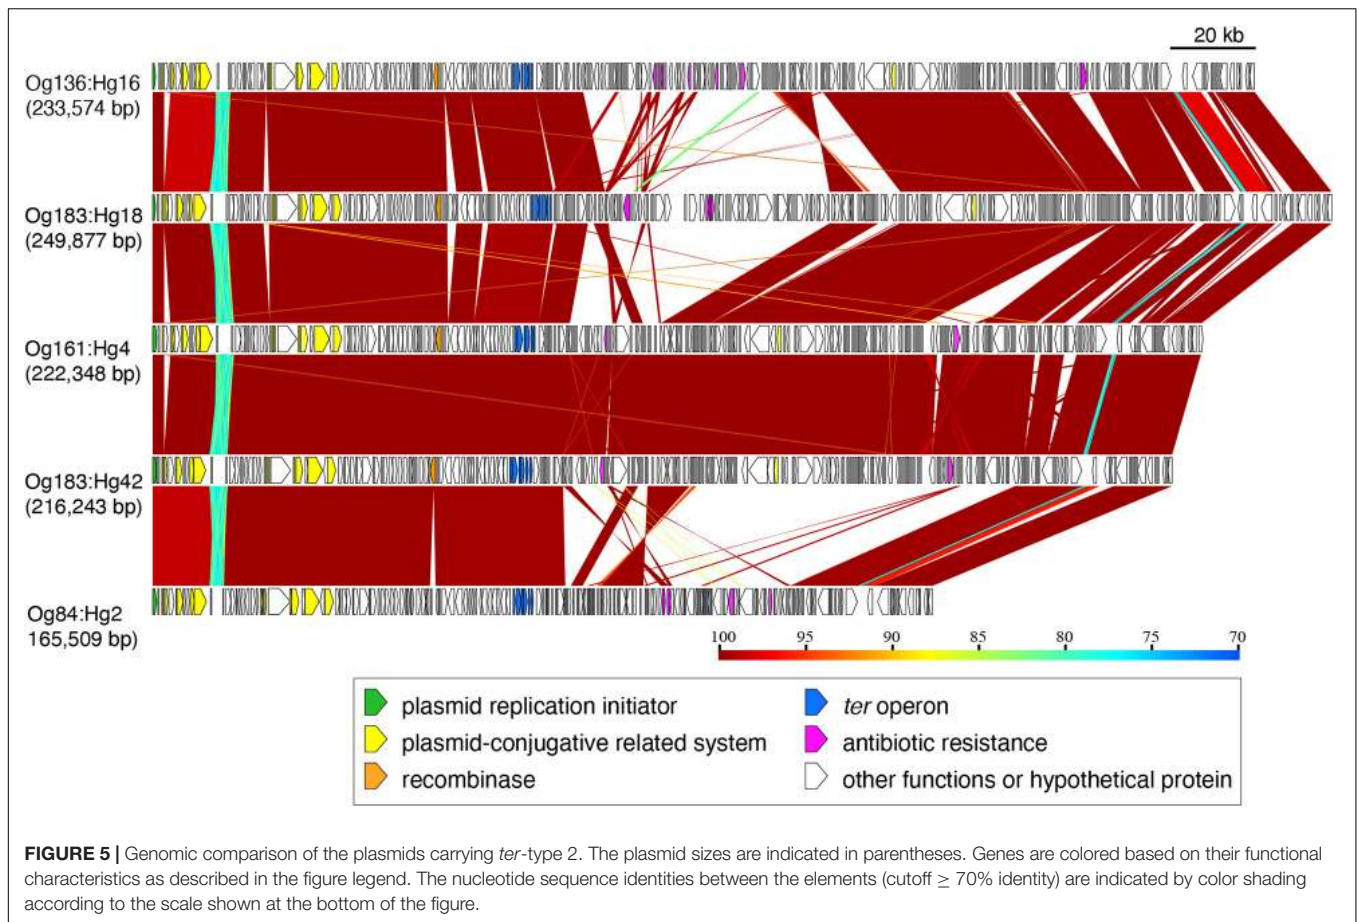 20 kb
Og136:Hg16
(233,574 bp)
Og183:Hg18
(249,877 bp)
Og161:Hg4
(222,348 bp)
Og183:Hg42
(216,243 bp)
Og84:Hg2
165,509 bp)
100 95 90 85 80 75 70
plasmid replication initiator
plasmid-conjugative related system
recombinase
ter operon
antibiotic resistance
other functions or hypothetical protein
FIGURE 5 | Genomic comparison of the plasmids carrying ter-type 2. The plasmid sizes are indicated in parentheses. Genes are colored based on their functional
characteristics as described in the figure legend. The nucleotide sequence identities between the elements (cutoff ≥ 70% identity) are indicated by color shading
according to the scale shown at the bottom of the figure.